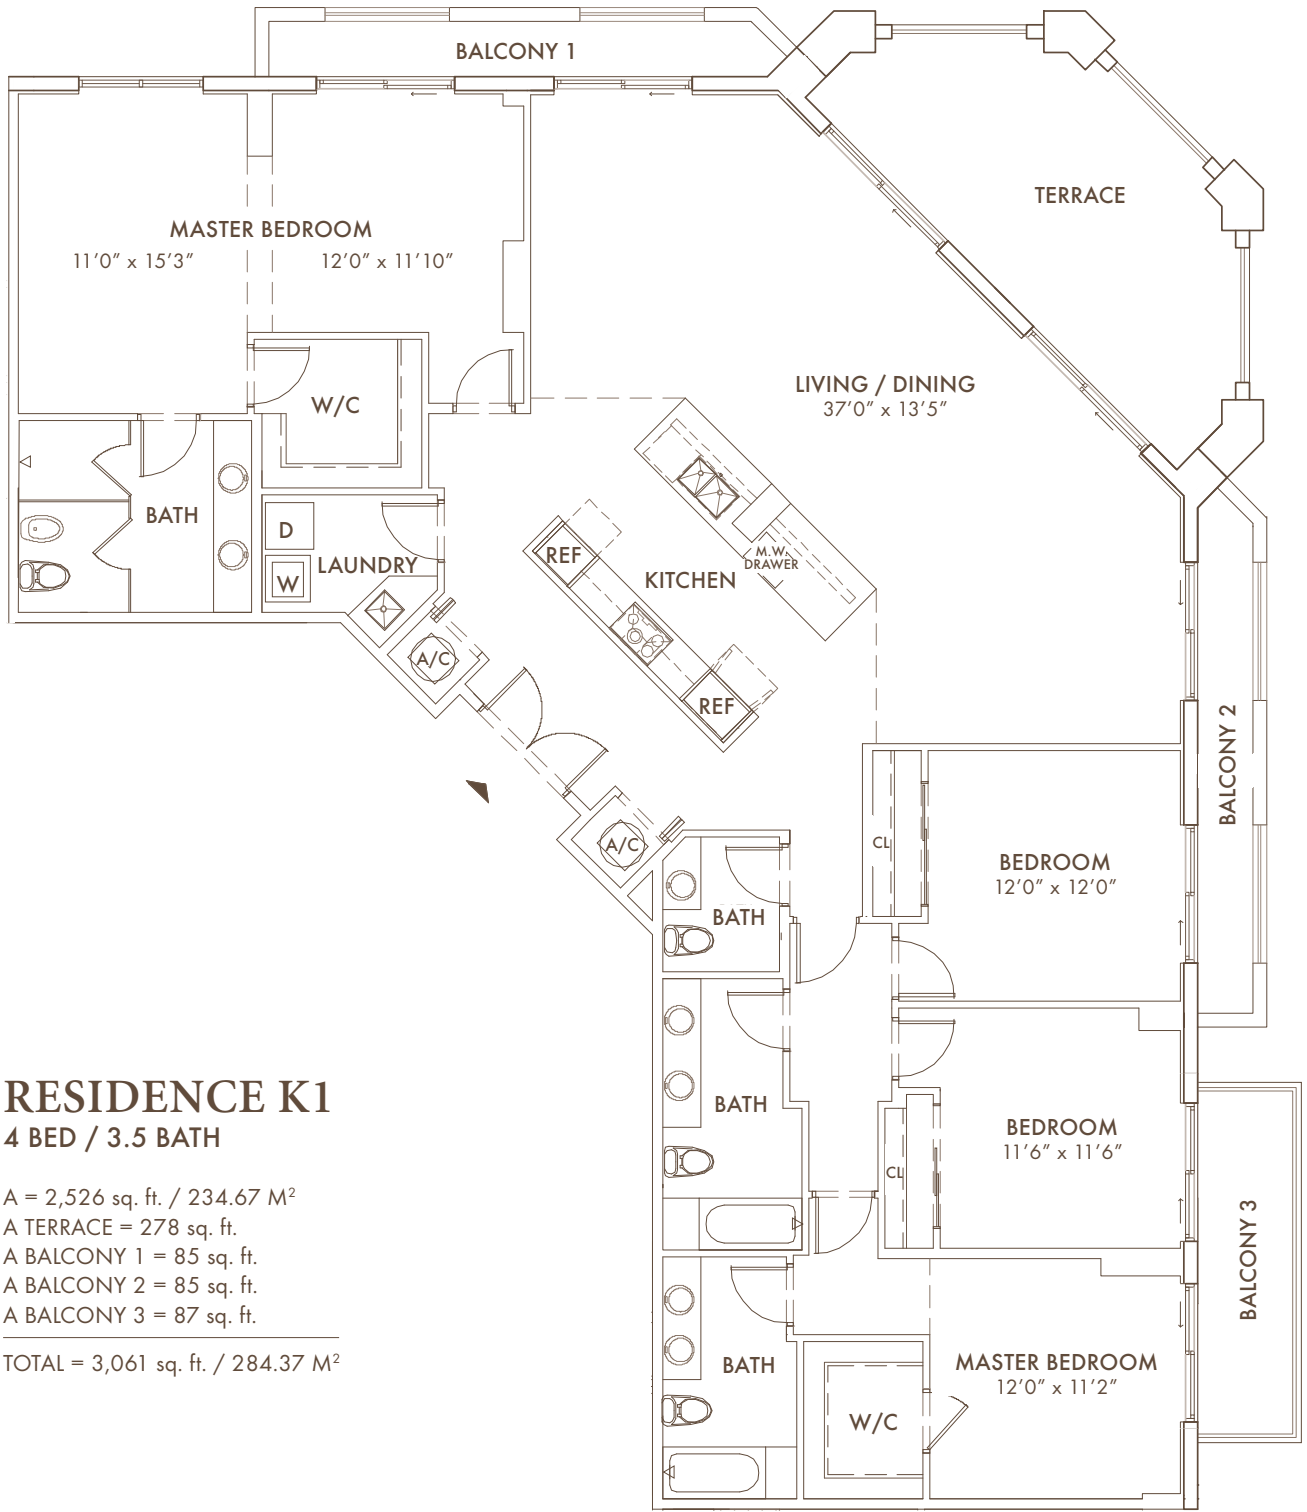 BALCONY 1
TERRACE
MASTER BEDROOM
11'0" x 15'3"
12'0" x 11'10"
LIVING / DINING
37'0" x 13'5"
W/C
BATH
D
LAUNDRY
W
REF
KITCHEN
M.W.
DRAWER
A/C
REF
BALCONY 2
A/C
CL
BEDROOM
12'0" x 12'0"
BATH
BATH
BEDROOM
11'6" x 11'6"
CL
BALCONY 3
BATH
MASTER BEDROOM
12'0" x 11'2"
W/C
RESIDENCE K1
4 BED / 3.5 BATH
A = 2,526 sq. ft. / 234.67 M²
A TERRACE = 278 sq. ft.
A BALCONY 1 = 85 sq. ft.
A BALCONY 2 = 85 sq. ft.
A BALCONY 3 = 87 sq. ft.
TOTAL = 3,061 sq. ft. / 284.37 M²